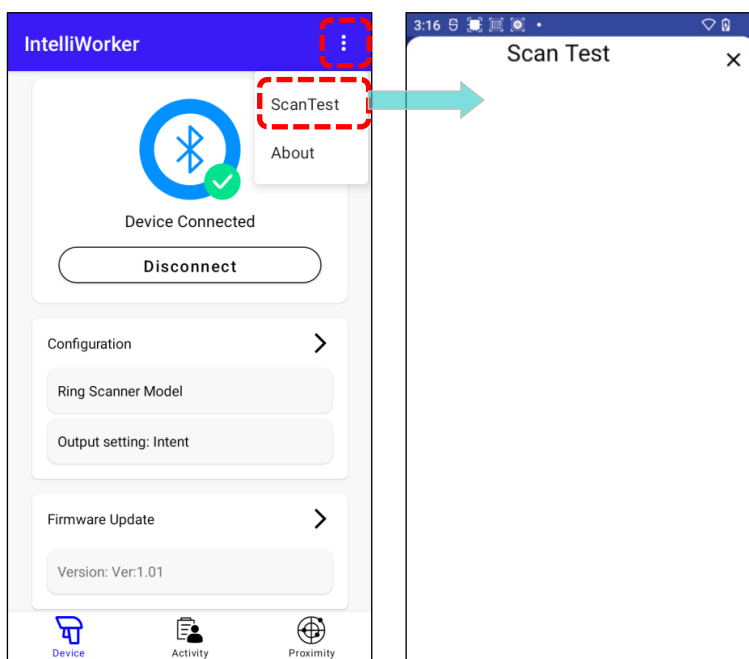 IntelliWorker
ScanTest
About
Device Connected
Disconnect
Configuration
Ring Scanner Model
Output setting: Intent
Firmware Update
Version: Ver:1.01
Device
Activity
Proximity
3:16
Scan Test